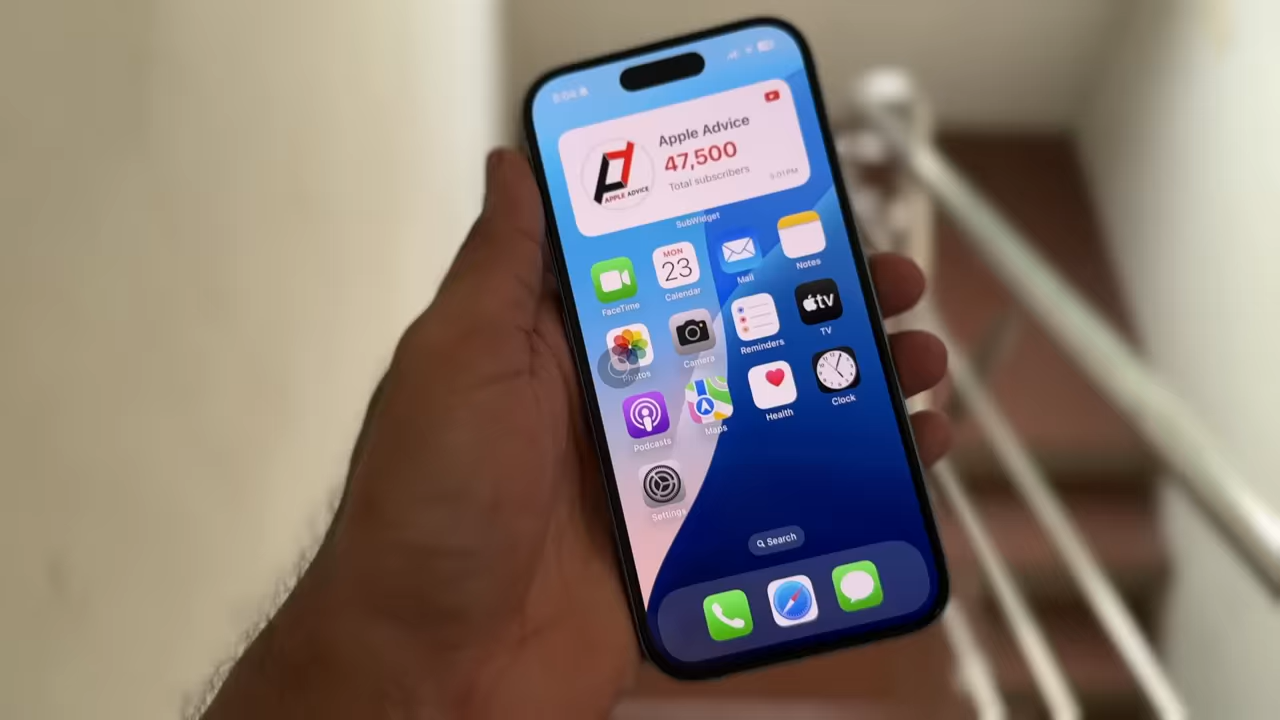 Apple Advice
47,500
Total subscribers
APPLE ADVICE
SubWidget
MON
23
FaceTime
Calendar
Mail
Notes
Photos
Camera
Reminders
tv
TV
Podcasts
Maps
Health
Clock
Settings
Search